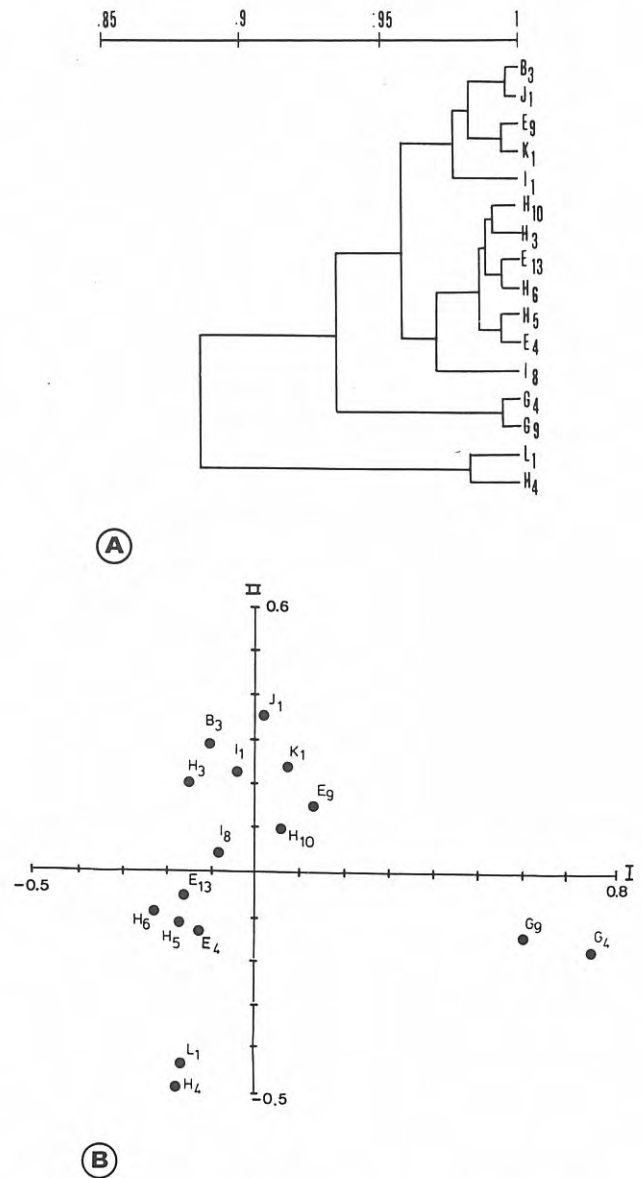 .85 .9 .95 1
B3
J1
E9
K1
I1
H10
H3
E13
H6
H5
E4
I8
G4
G9
L1
H4
A
II
0.6
J1
B3
I1
K1
H3
E9
I8
H10
-0.5 I
0.8
E13
H6
H5 E4
G9 G4
L1
H4
-0.5
B